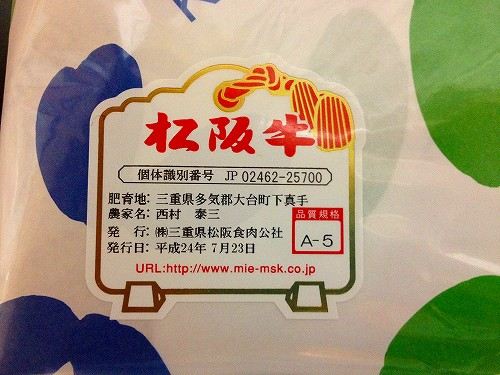 松阪牛
個体識別番号 JP 02462-25700
肥育地: 三重県多気郡大台町下真手
農家名: 西村 泰三
品質規格
A-5
発行: ㈱三重県松阪食肉公社
発行日: 平成24年 7月23日
URL:http://www.mie-msk.co.jp